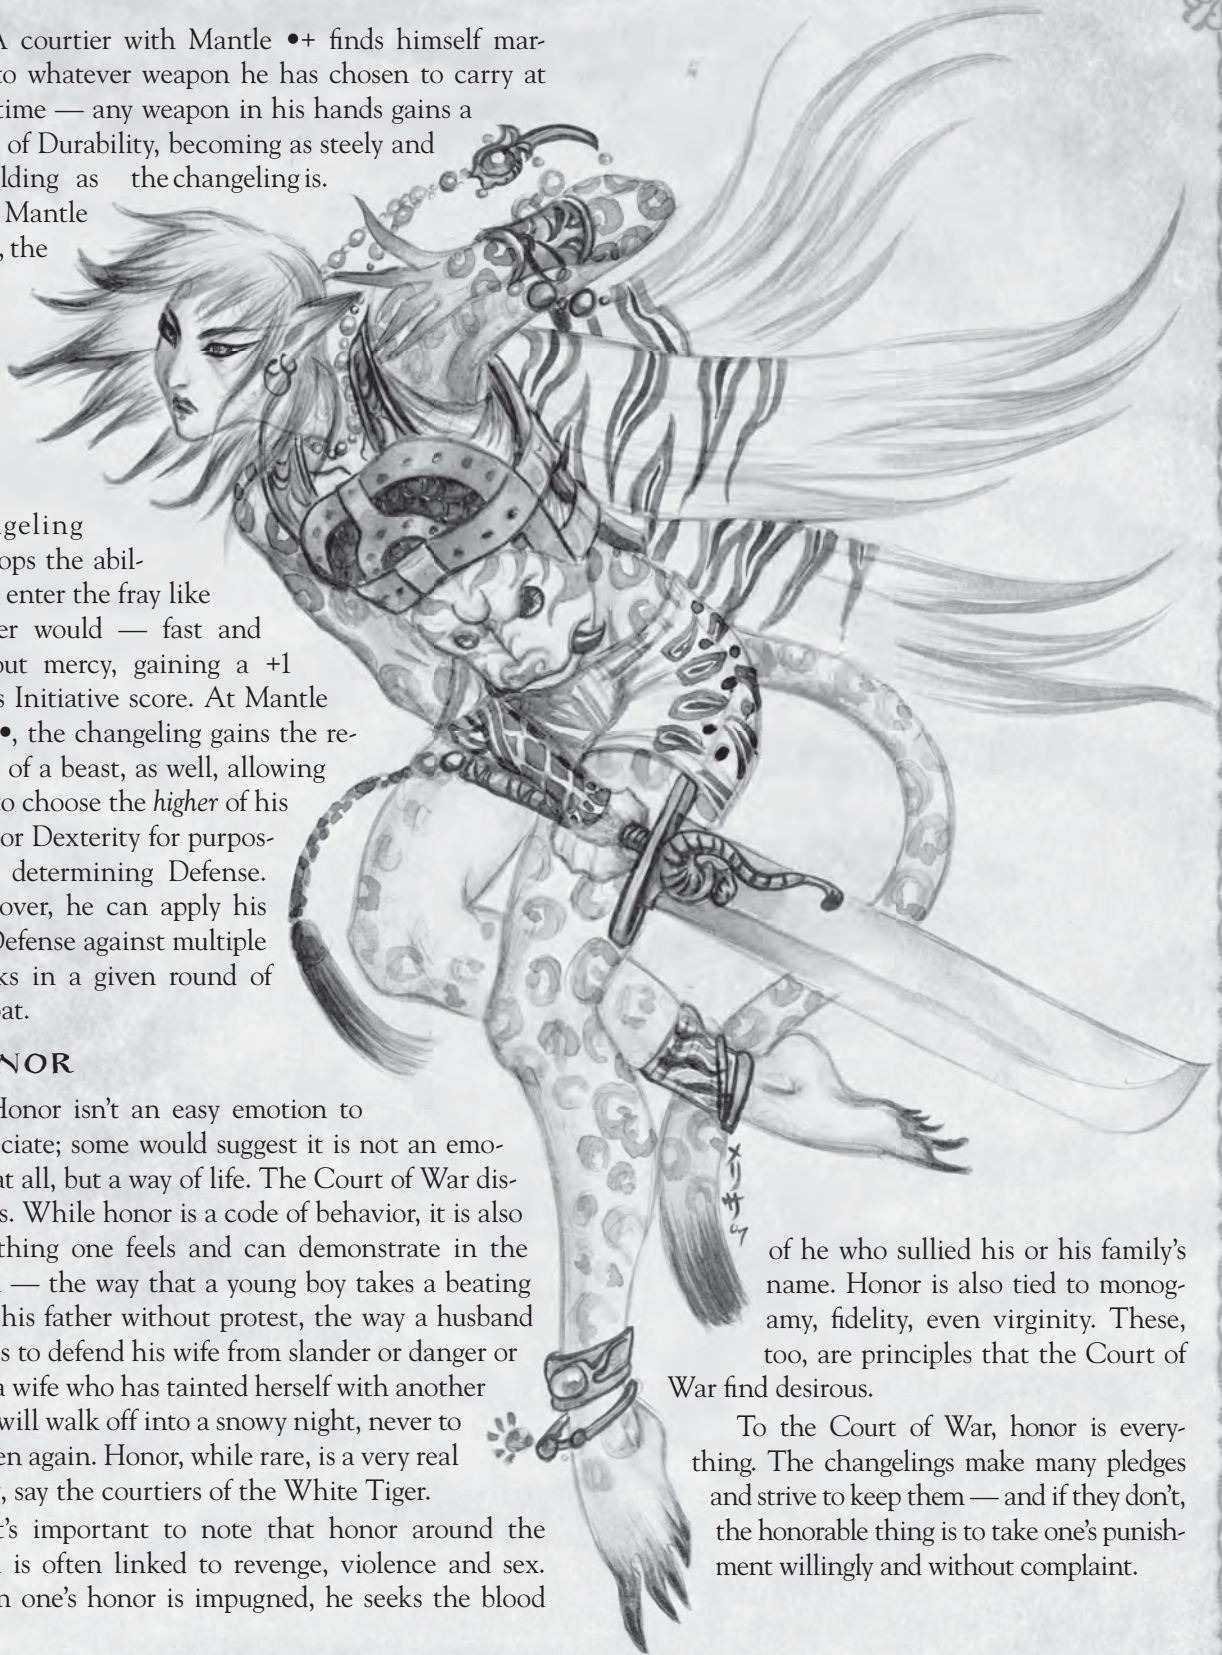 A courtier with Mantle •+ finds himself mar-
to whatever weapon he has chosen to carry at
time — any weapon in his hands gains a
of Durability, becoming as steely and
lding as the changeling is.
Mantle
, the
ngeling
ops the abil-
enter the fray like
er would — fast and
out mercy, gaining a +1
s Initiative score. At Mantle
•, the changeling gains the re-
of a beast, as well, allowing
to choose the higher of his
or Dexterity for purpos-
determining Defense.
over, he can apply his
Defense against multiple
ks in a given round of
bat.
NOR
Honor isn't an easy emotion to
ciate; some would suggest it is not an emo-
at all, but a way of life. The Court of War dis-
s. While honor is a code of behavior, it is also
thing one feels and can demonstrate in the
— the way that a young boy takes a beating
his father without protest, the way a husband
s to defend his wife from slander or danger or
a wife who has tainted herself with another
will walk off into a snowy night, never to
en again. Honor, while rare, is a very real
, say the courtiers of the White Tiger.
t's important to note that honor around the
is often linked to revenge, violence and sex.
n one's honor is impugned, he seeks the blood
メリサ
07
of he who sullied his or his family's
name. Honor is also tied to monog-
amy, fidelity, even virginity. These,
too, are principles that the Court of
War find desirous.
To the Court of War, honor is every-
thing. The changelings make many pledges
and strive to keep them — and if they don't,
the honorable thing is to take one's punish-
ment willingly and without complaint.